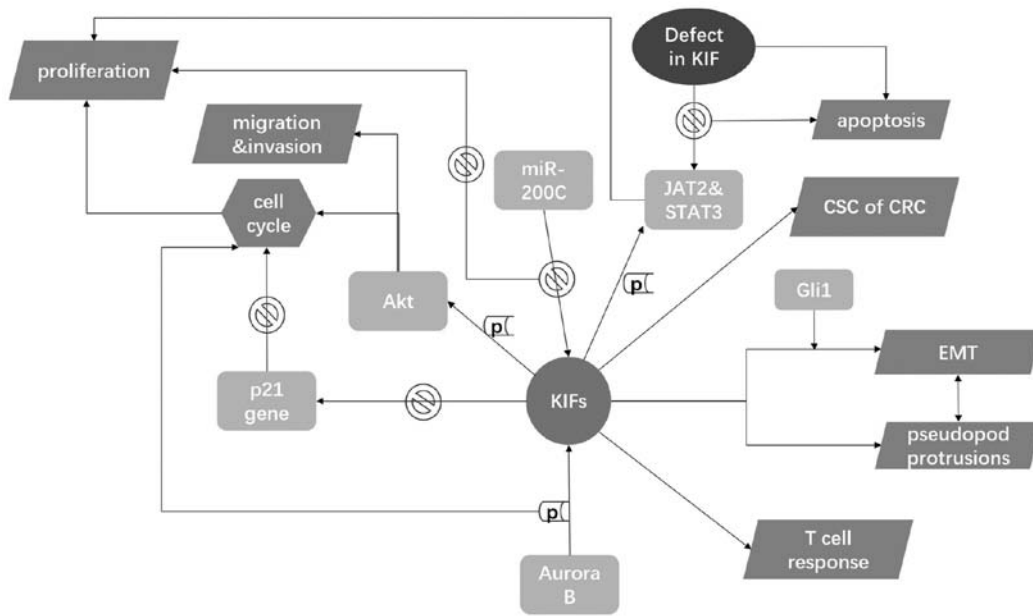 Defect
in KIF
proliferation
migration
&invasion
apoptosis
miR-
200C
JAT2&
STAT3
CSC of CRC
cell
cycle
p
Gli1
Akt
p
EMT
p21
gene
KIFs
pseudopod
protrusions
p
T cell
response
Aurora
B